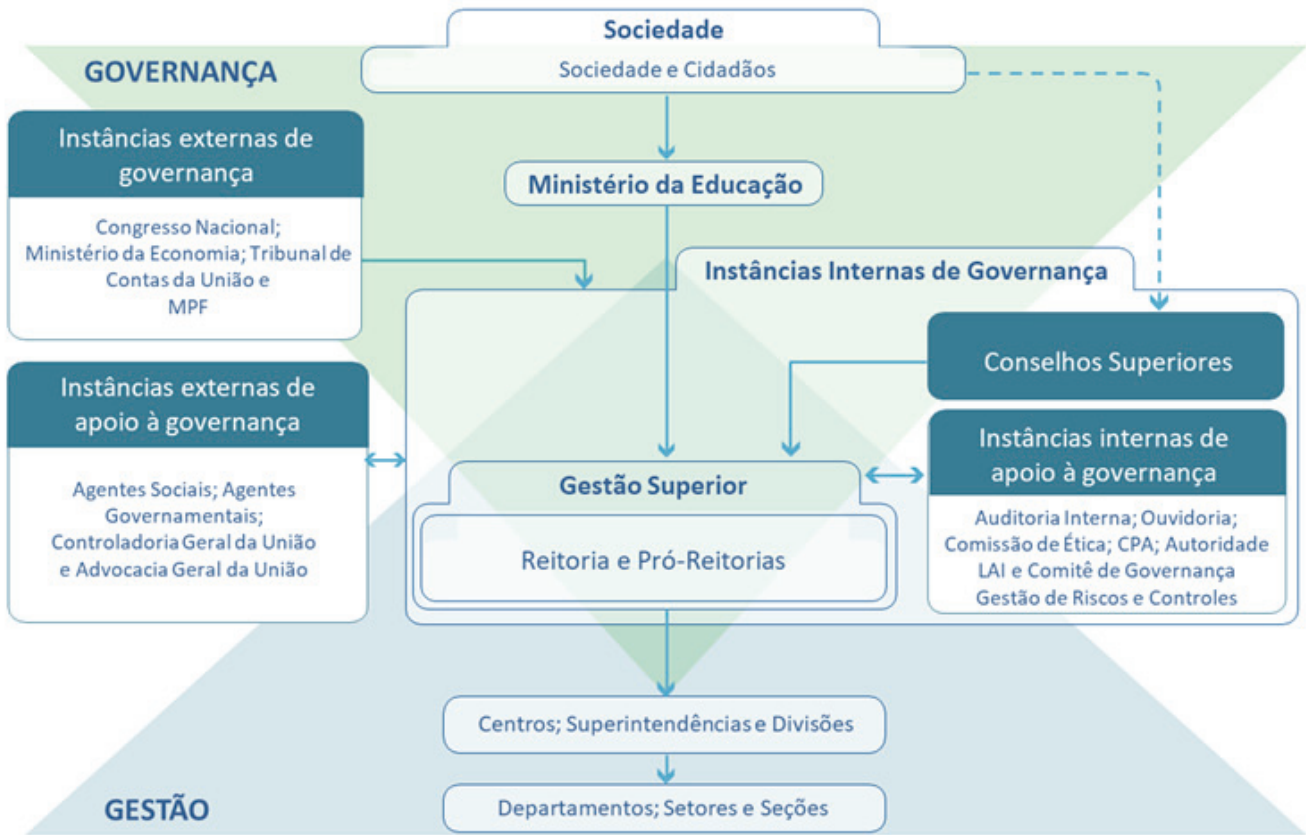 Sociedade
Sociedade e Cidadãos
GOVERNANÇA
Instâncias externas de
governança
Congresso Nacional;
Ministério da Economia; Tribunal de
Contas da União e
MPF
Ministério da Educação
Instâncias Internas de Governança
Conselhos Superiores
Instâncias externas de
apoio à governança
Agentes Sociais; Agentes
Governamentais;
Controladoria Geral da União
e Advocacia Geral da União
Gestão Superior
Reitoria e Pró-Reitorias
Instâncias internas de
apoio à governança
Auditoria Interna; Ouvidoria;
Comissão de Ética; CPA; Autoridade
LAI e Comitê de Governança
Gestão de Riscos e Controles
Centros; Superintendências e Divisões
GESTÃO
Departamentos; Setores e Seções